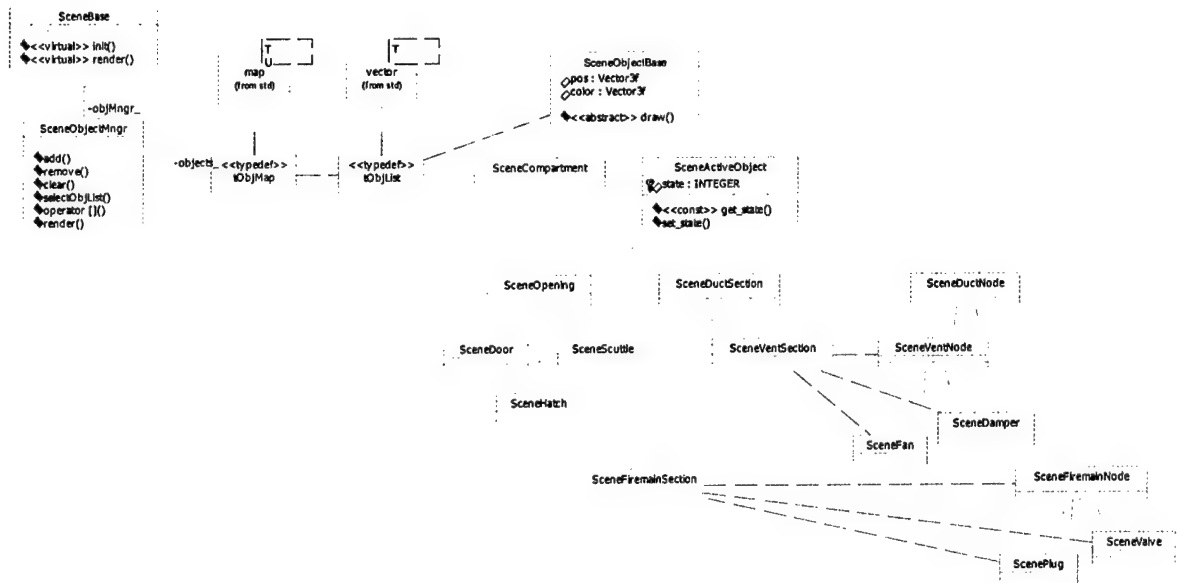 SceneBase
<<virtual>> init()
<<virtual>> render()
-objMngr_
SceneObjectMngr
add()
remove()
clear()
selectObjList()
operator []()
render()
T
U
map
(from std)
T
vector
(from std)
-objects_
<<typedef>>
tObjMap
<<typedef>>
tObjList
SceneObjectBase
pos : Vector3f
color : Vector3f
<<abstract>> draw()
SceneCompartment
SceneActiveObject
state : INTEGER
<<const>> get_state()
set_state()
SceneOpening
SceneDuctSection
SceneDuctNode
SceneDoor
SceneScuttle
SceneVentSection
SceneVentNode
SceneHatch
SceneDamper
SceneFan
SceneFiremainSection
SceneFiremainNode
SceneValve
ScenePlug